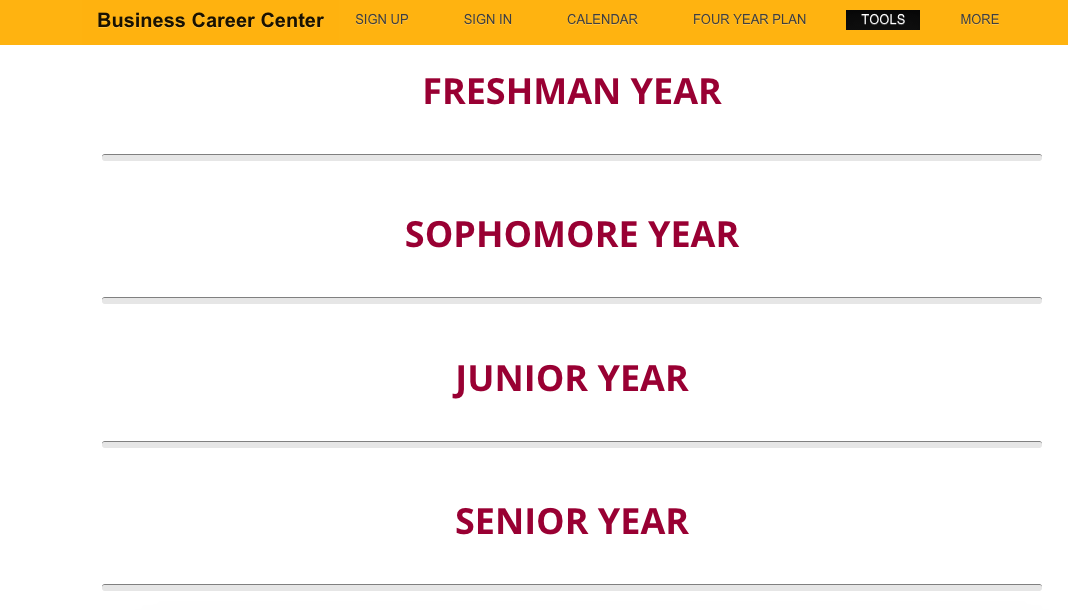 Business Career Center SIGN UP SIGN IN CALENDAR FOUR YEAR PLAN TOOLS MORE
FRESHMAN YEAR
SOPHOMORE YEAR
JUNIOR YEAR
SENIOR YEAR